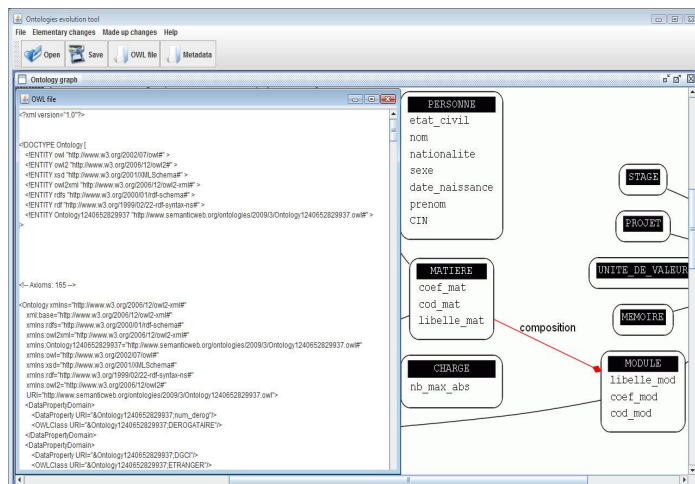 Ontologies evolution tool
File Elementary changes Made up changes Help
Open Save OWL file Metadata
Ontology graph
OWL file
<?xml version="1.0"?>
<!DOCTYPE Ontology [
<!ENTITY owl "http://www.w3.org/2002/07/owl#" >
<!ENTITY owl2 "http://www.w3.org/2006/12/owl2#" >
<!ENTITY xsd "http://www.w3.org/2001/XMLSchema#" >
<!ENTITY owl2xml "http://www.w3.org/2006/12/owl2-xml#" >
<!ENTITY rdfs "http://www.w3.org/2000/01/rdf-schema#" >
<!ENTITY rdf "http://www.w3.org/1999/02/22-rdf-syntax-ns#" >
<!ENTITY Ontology1240652829937 "http://www.semanticweb.org/ontologies/2009/3/Ontology1240652829937.owl#" >
>
<!-- Axioms: 165 -->
<Ontology xmlns="http://www.w3.org/2006/12/owl2-xml#"
xml:base="http://www.w3.org/2006/12/owl2-xml#"
xmlns:rdfs="http://www.w3.org/2000/01/rdf-schema#"
xmlns:owl2xml="http://www.w3.org/2006/12/owl2-xml#"
xmlns:Ontology1240652829937="http://www.semanticweb.org/ontologies/2009/3/Ontology1240652829937.owl#"
xmlns:owl="http://www.w3.org/2002/07/owl#"
xmlns:xsd="http://www.w3.org/2001/XMLSchema#"
xmlns:rdf="http://www.w3.org/1999/02/22-rdf-syntax-ns#"
xmlns:owl2="http://www.w3.org/2006/12/owl2#"
URI="http://www.semanticweb.org/ontologies/2009/3/Ontology1240652829937.owl">
<DataPropertyDomain>
<DataProperty URI="&Ontology1240652829937;num_derog"/>
<OWLClass URI="&Ontology1240652829937;DEROGATAIRE"/>
</DataPropertyDomain>
<DataPropertyDomain>
<DataProperty URI="&Ontology1240652829937;DGCI"/>
<OWLClass URI="&Ontology1240652829937;ETRANGER"/>
PERSONNE
etat_civil
nom
nationalite
sexe
date_naissance
prenom
CIN
STAGE
PROJET
MATIERE
coef_mat
cod_mat
libelle_mat
UNITE_DE_VALEUR
MEMOIRE
composition
CHARGE
nb_max_abs
MODULE
libelle_mod
coef_mod
cod_mod